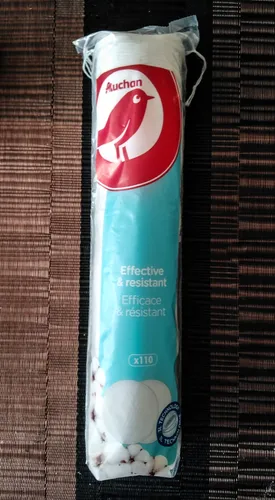 Auchan
Effective
& resistant
Efficace
& résistant
x110